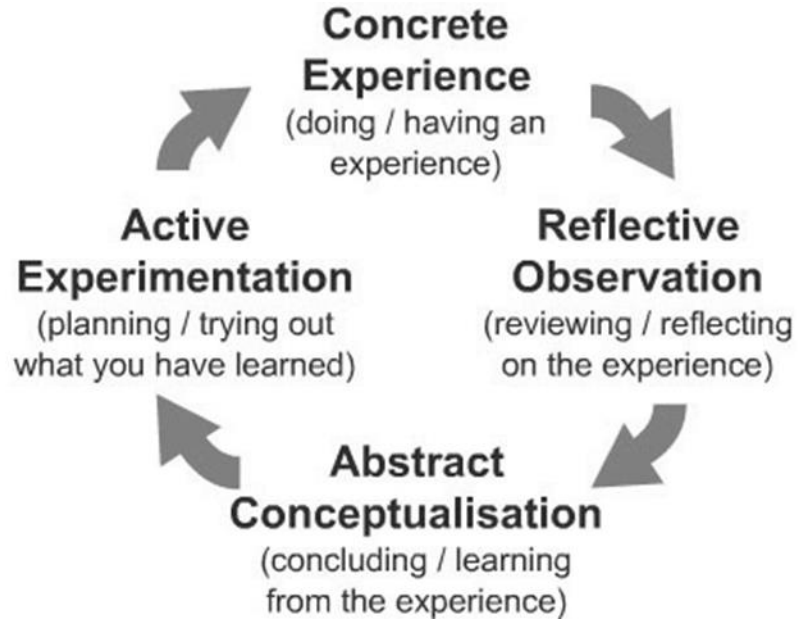 Concrete
Experience
(doing / having an
experience)
Reflective
Observation
(reviewing / reflecting
on the experience)
Abstract
Conceptualisation
(concluding / learning
from the experience)
Active
Experimentation
(planning / trying out
what you have learned)